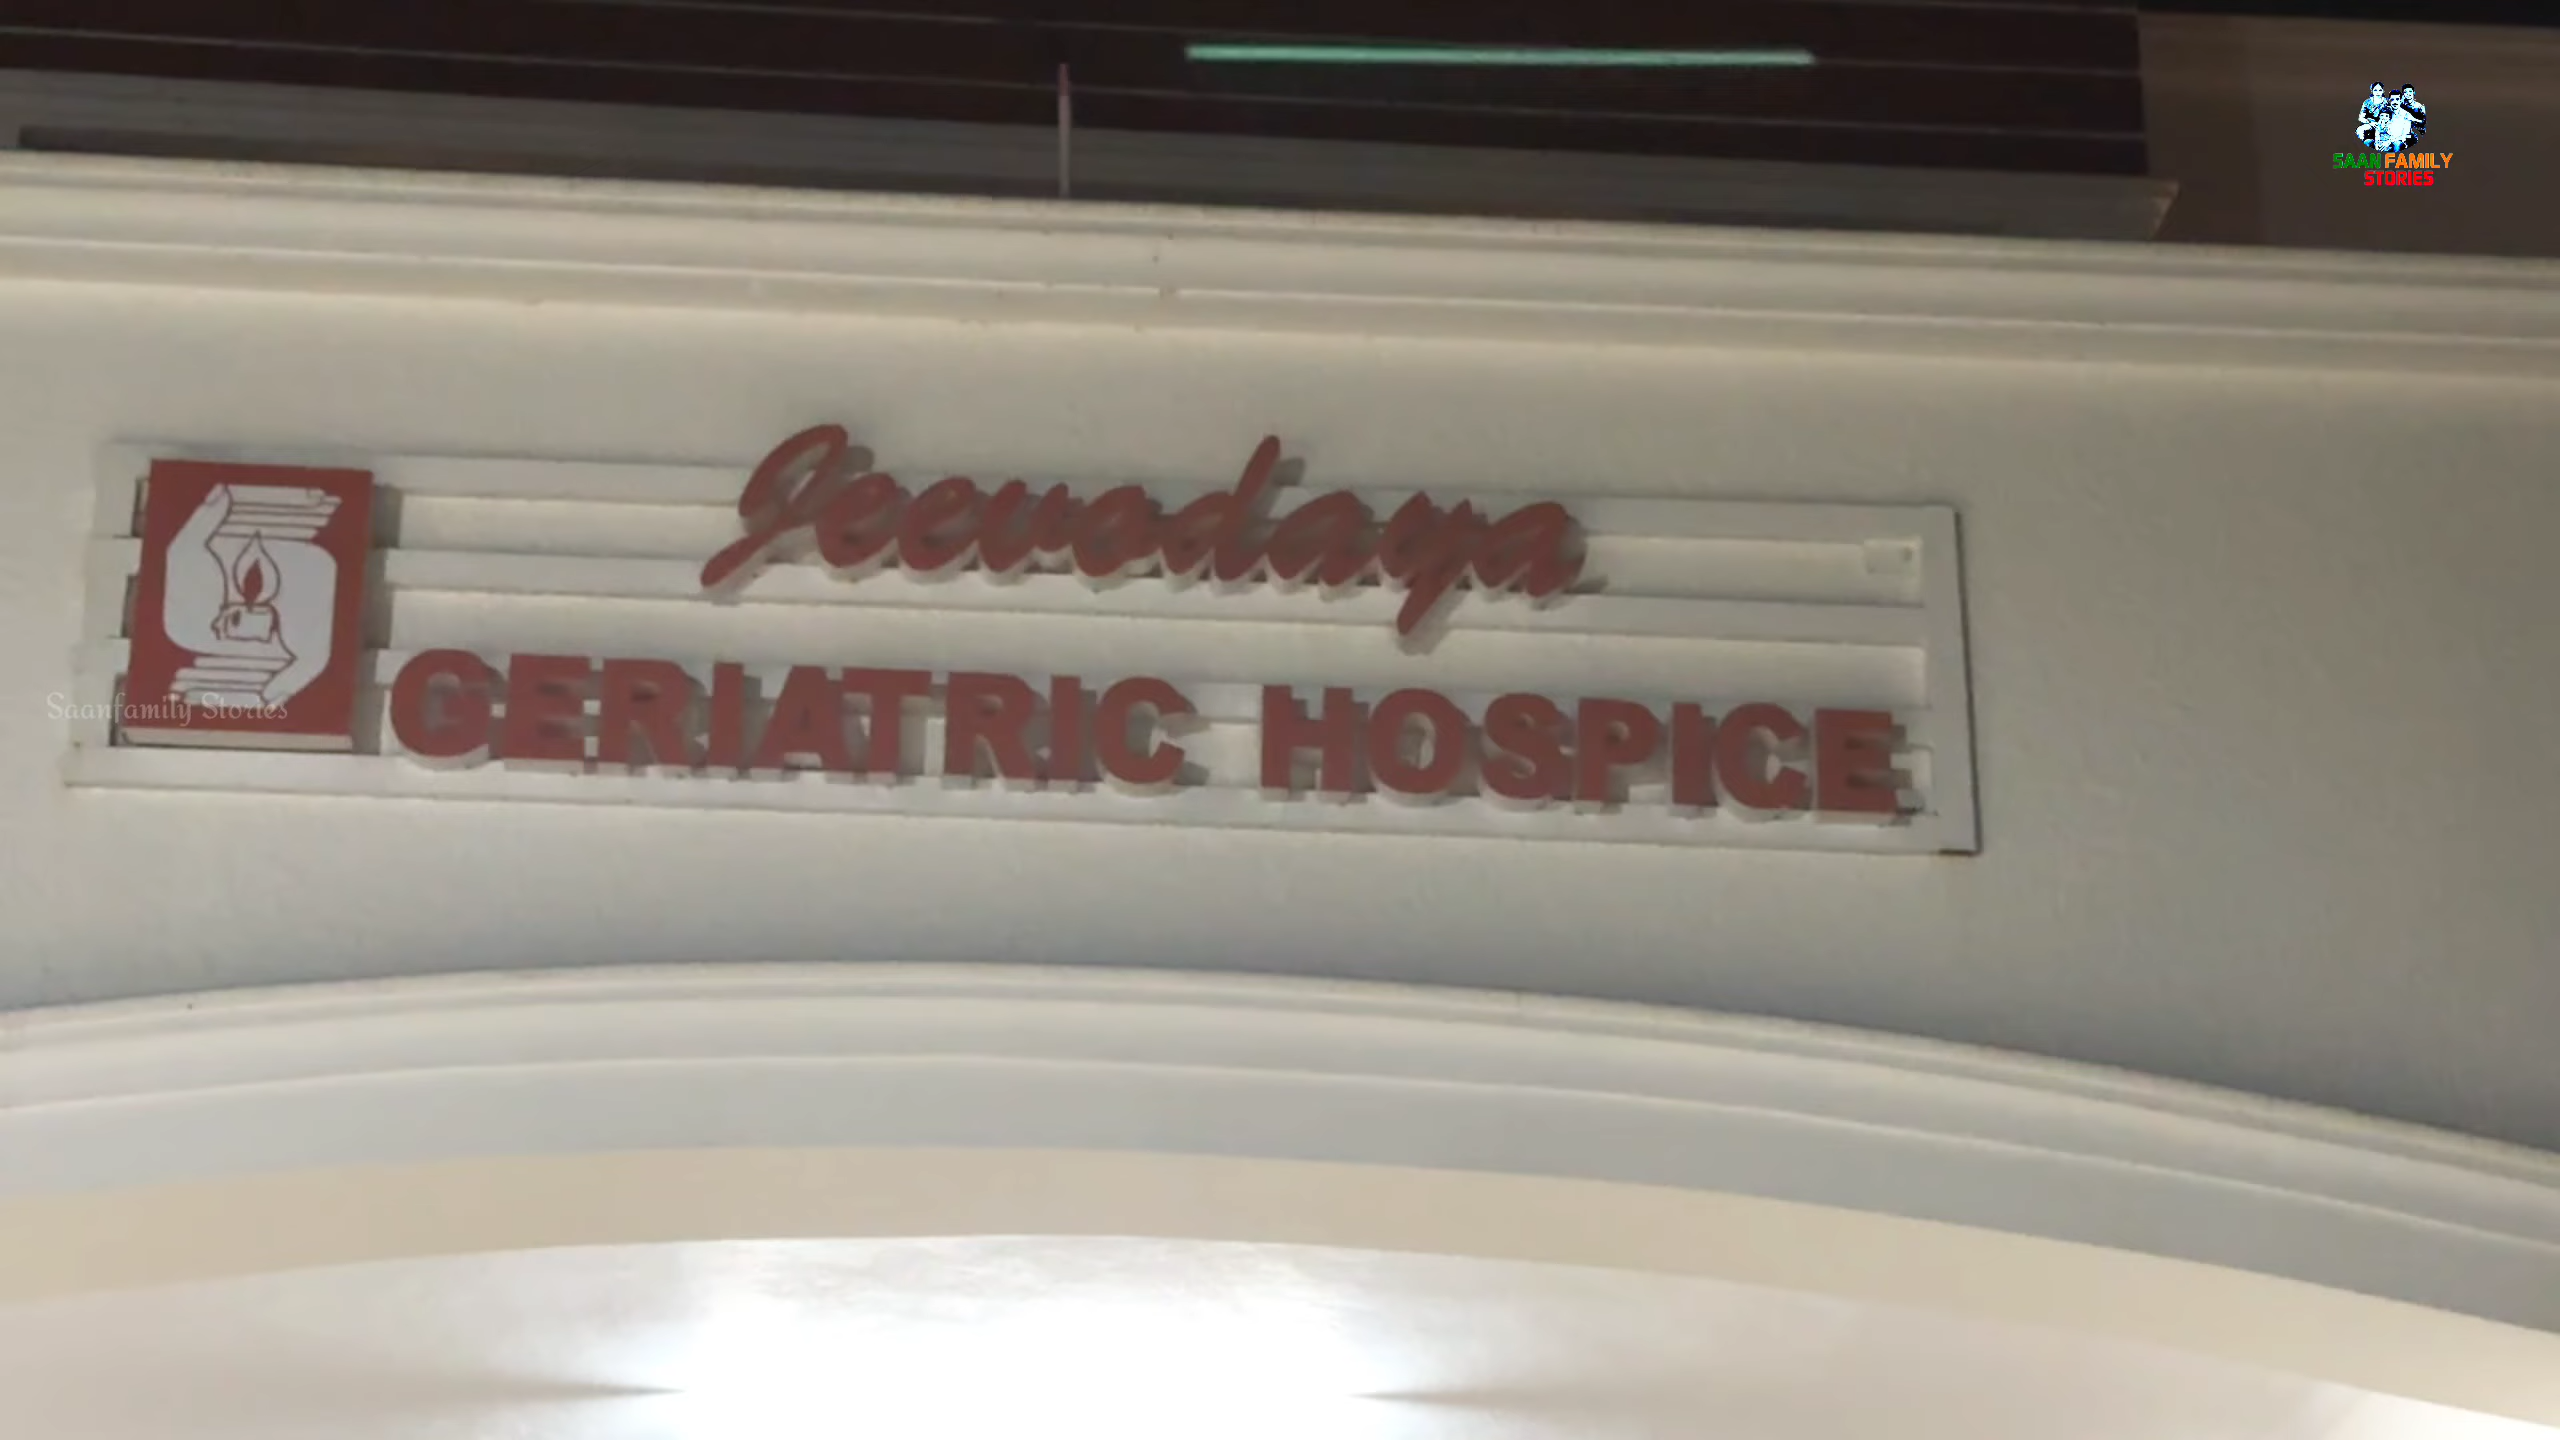 SAAN FAMILY
STORIES
Jeevodaya
GERIATRIC HOSPICE
Saanfamily Stories